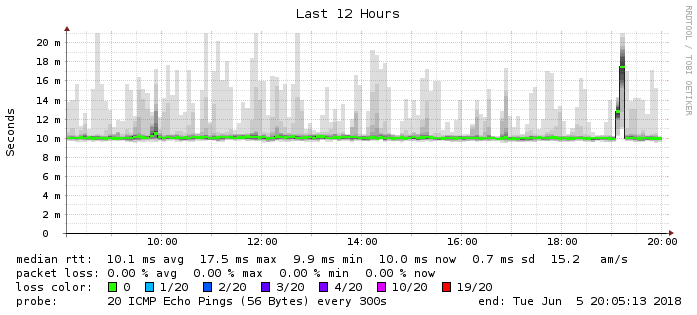 Last 12 Hours
RRDTOOL / TOBI OETIKER
Seconds
20 m
18 m
16 m
14 m
12 m
10 m
8 m
6 m
4 m
2 m
0
10:00 12:00 14:00 16:00 18:00 20:00
median rtt: 10.1 ms avg 17.5 ms max 9.9 ms min 10.0 ms now 0.7 ms sd 15.2 am/s
packet loss: 0.00 % avg 0.00 % max 0.00 % min 0.00 % now
loss color: 0 1/20 2/20 3/20 4/20 10/20 19/20
probe: 20 ICMP Echo Pings (56 Bytes) every 300s end: Tue Jun 5 20:05:13 2018